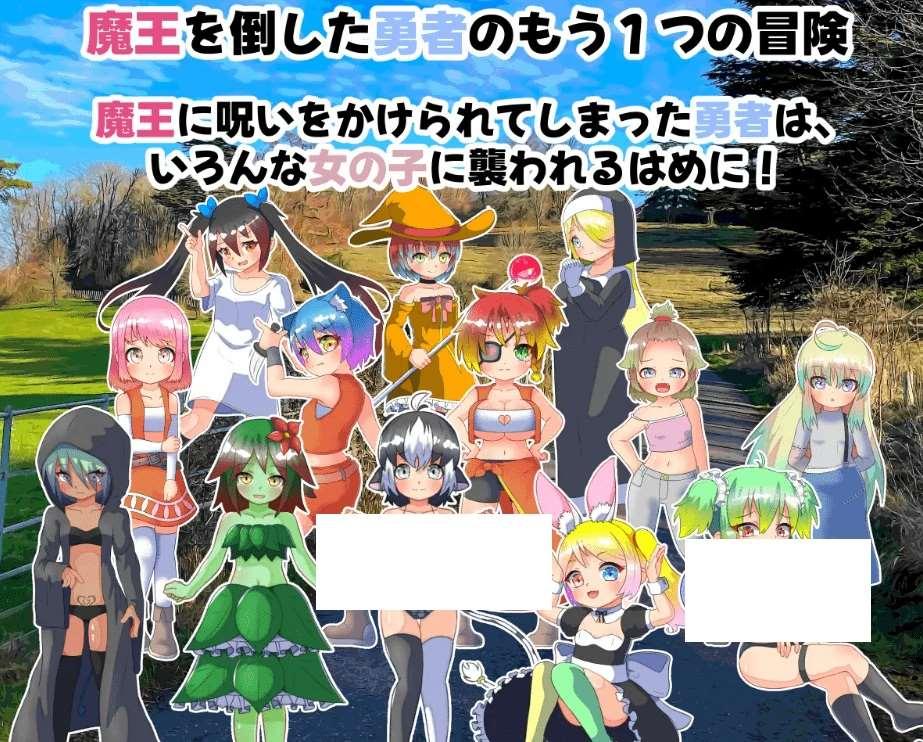 魔王を倒した勇者のもう１つの冒険
魔王に呪いをかけられてしまった勇者は、
いろんな女の子に襲われるはめに！